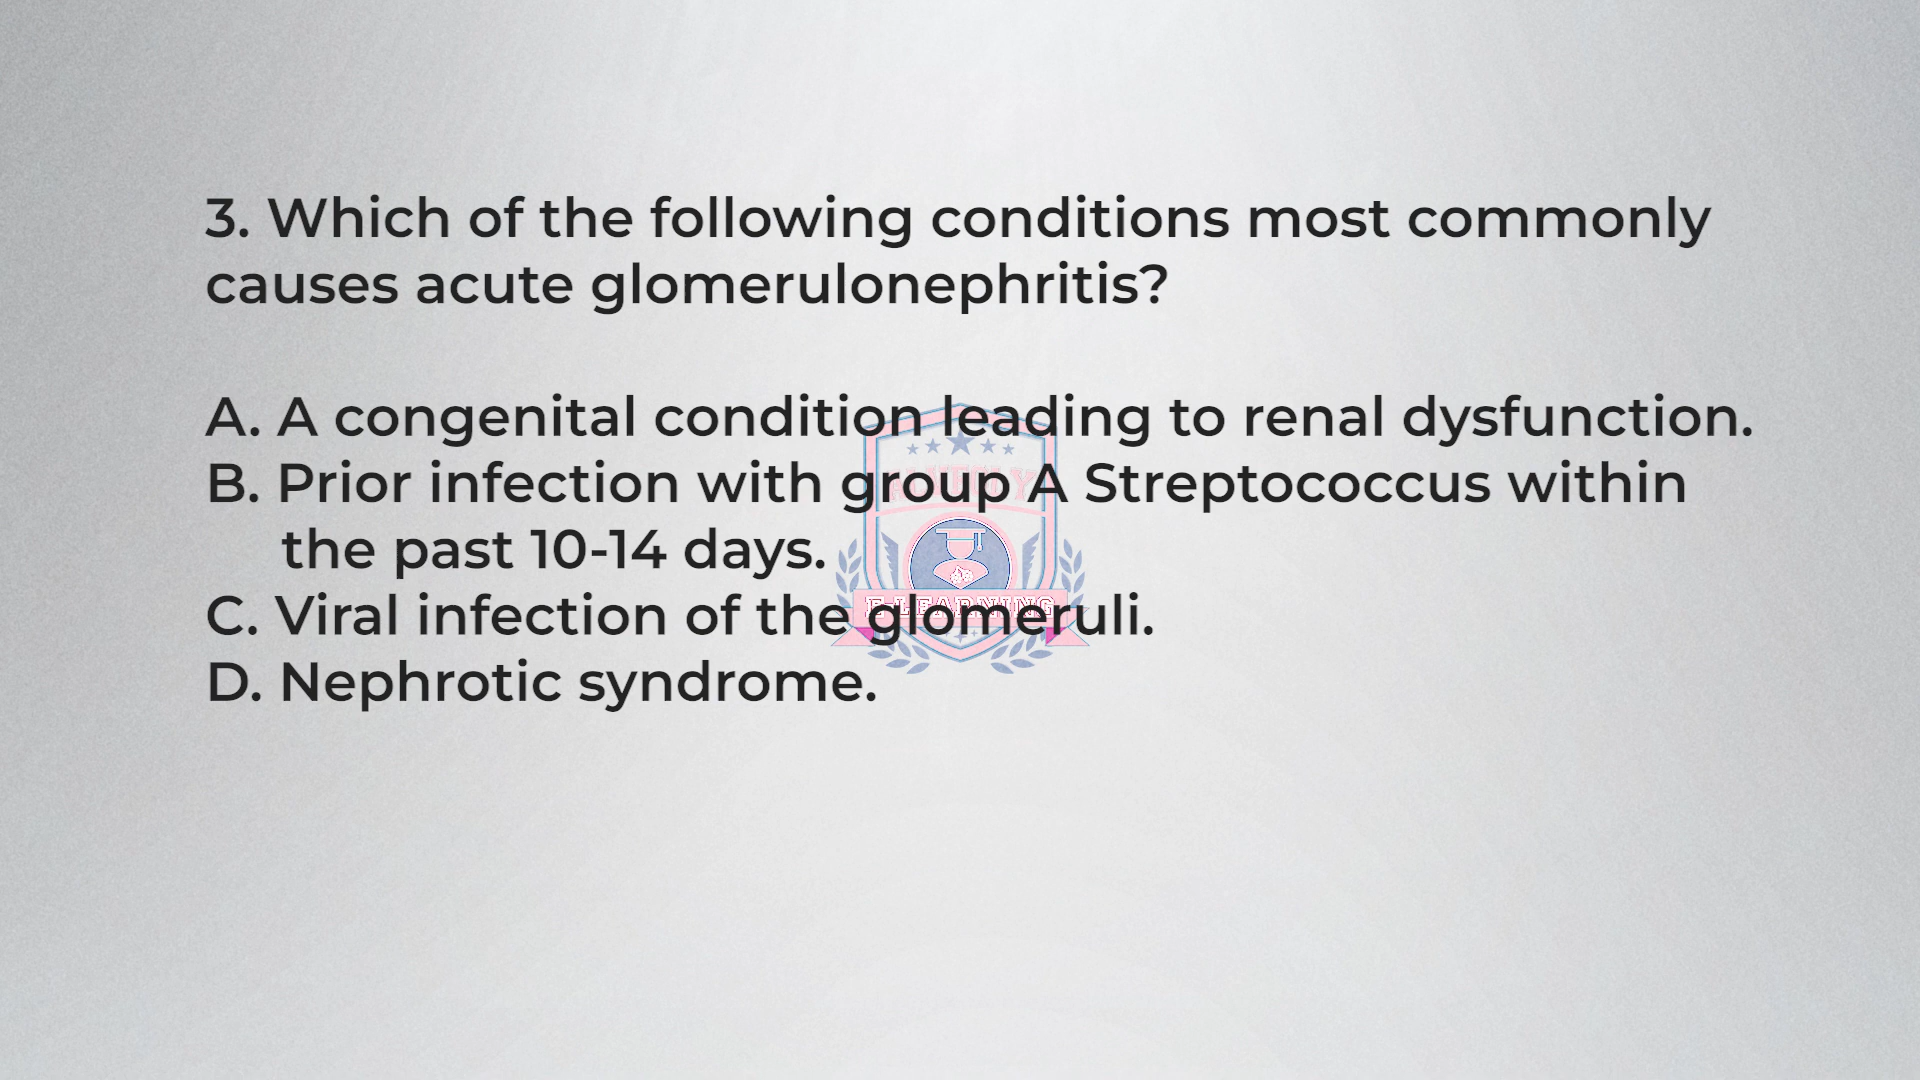 3. Which of the following conditions most commonly
causes acute glomerulonephritis?
A. A congenital condition leading to renal dysfunction.
B. Prior infection with group A Streptococcus within
the past 10-14 days.
C. Viral infection of the glomeruli.
D. Nephrotic syndrome.
E-LEARNING